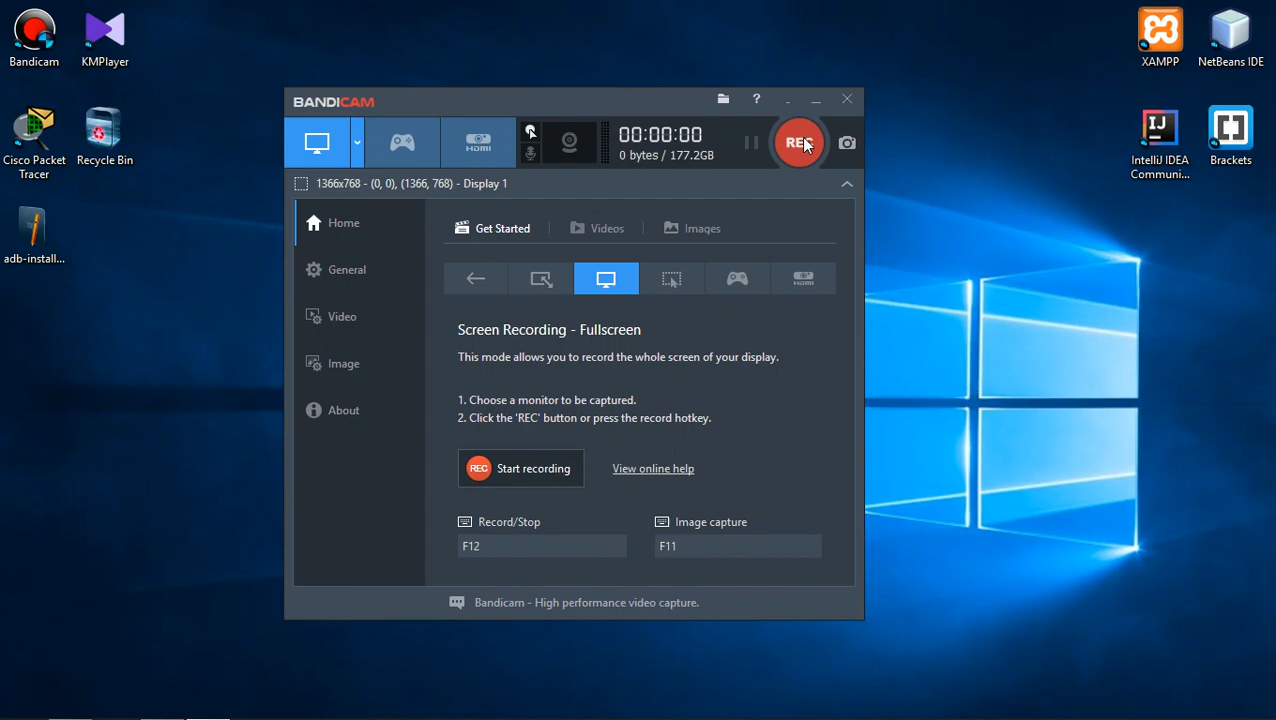 Bandicam
KMPlayer
XAMPP
NetBeans IDE
Cisco Packet
Tracer
Recycle Bin
IntelliJ IDEA
Communi...
Brackets
adb-install...
BANDICAM
?
HDMI
00:00:00
0 bytes / 177.2GB
REC
1366x768 - (0, 0), (1366, 768) - Display 1
Home
General
Video
Image
About
Get Started
Videos
Images
HDMI
Screen Recording - Fullscreen
This mode allows you to record the whole screen of your display.
1. Choose a monitor to be captured.
2. Click the 'REC' button or press the record hotkey.
REC Start recording
View online help
Record/Stop
Image capture
F12
F11
Bandicam - High performance video capture.